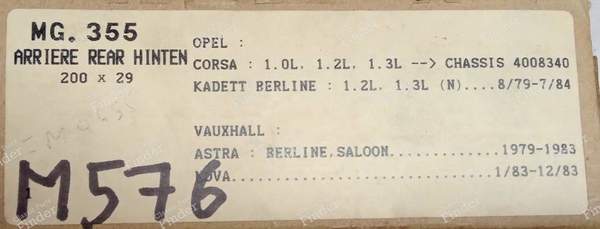 MG. 355
ARRIERE REAR HINTEN
200 x 29
OPEL :
CORSA : 1.0L, 1.2L, 1.3L --> CHASSIS 4008340
KADETT BERLINE : 1.2L, 1.3L (N)....8/79-7/84
VAUXHALL :
ASTRA : BERLINE,SALOON.............1979-1983
NOVA..............................1/83-12/83
M576